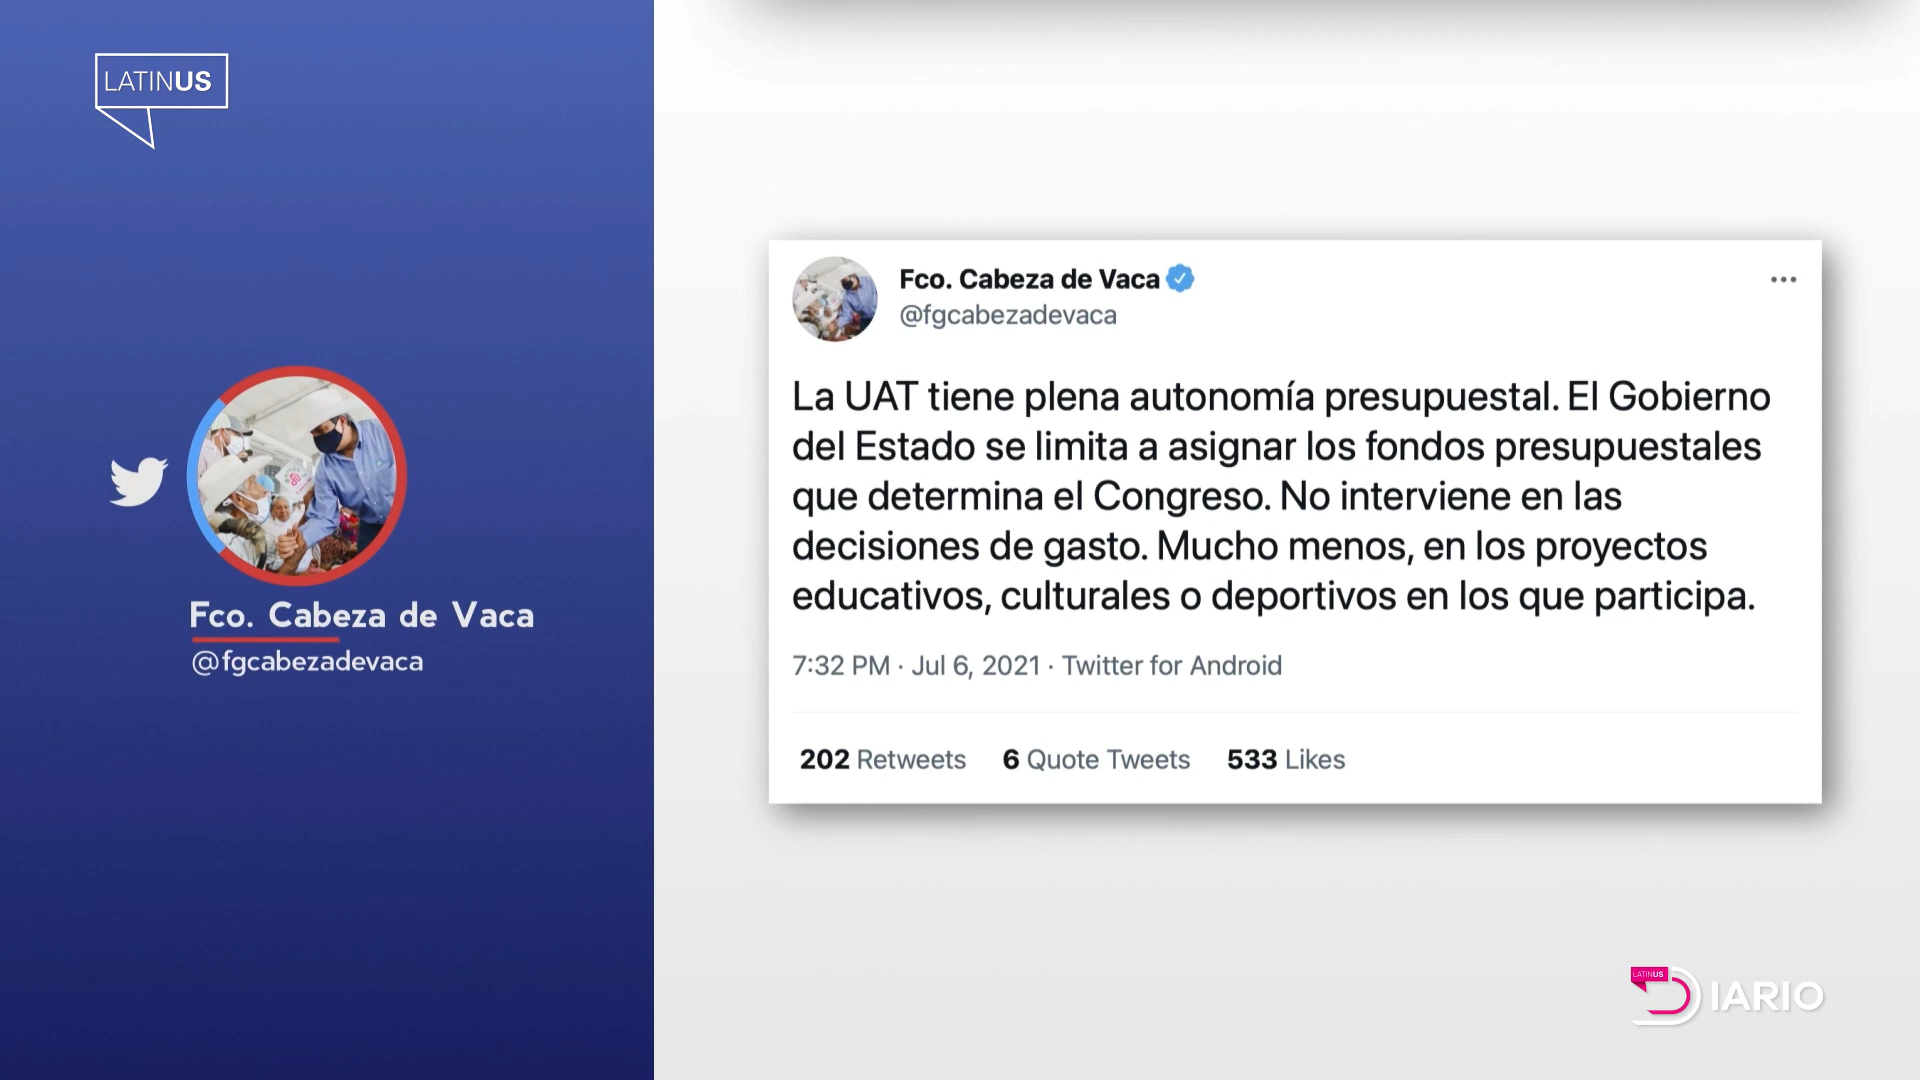 LATINUS
Fco. Cabeza de Vaca
@fgcabezadevaca
Fco. Cabeza de Vaca
@fgcabezadevaca
La UAT tiene plena autonomía presupuestal. El Gobierno
del Estado se limita a asignar los fondos presupuestales
que determina el Congreso. No interviene en las
decisiones de gasto. Mucho menos, en los proyectos
educativos, culturales o deportivos en los que participa.
7:32 PM · Jul 6, 2021 · Twitter for Android
202 Retweets 6 Quote Tweets 533 Likes
LATINUS
DIARIO